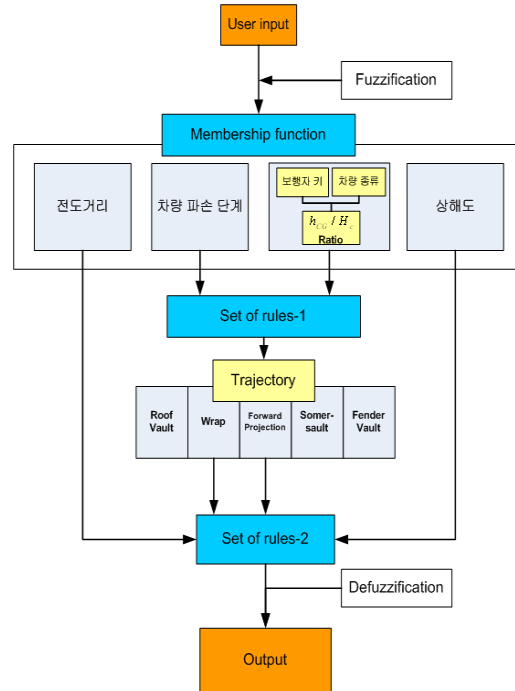 User input
Fuzzification
Membership function
전도거리
차량 파손 단계
보행자 키
차량 종류
h_CG / H_c
Ratio
상해도
Set of rules-1
Trajectory
Roof
Vault
Wrap
Forward
Projection
Somer-
sault
Fender
Vault
Set of rules-2
Defuzzification
Output